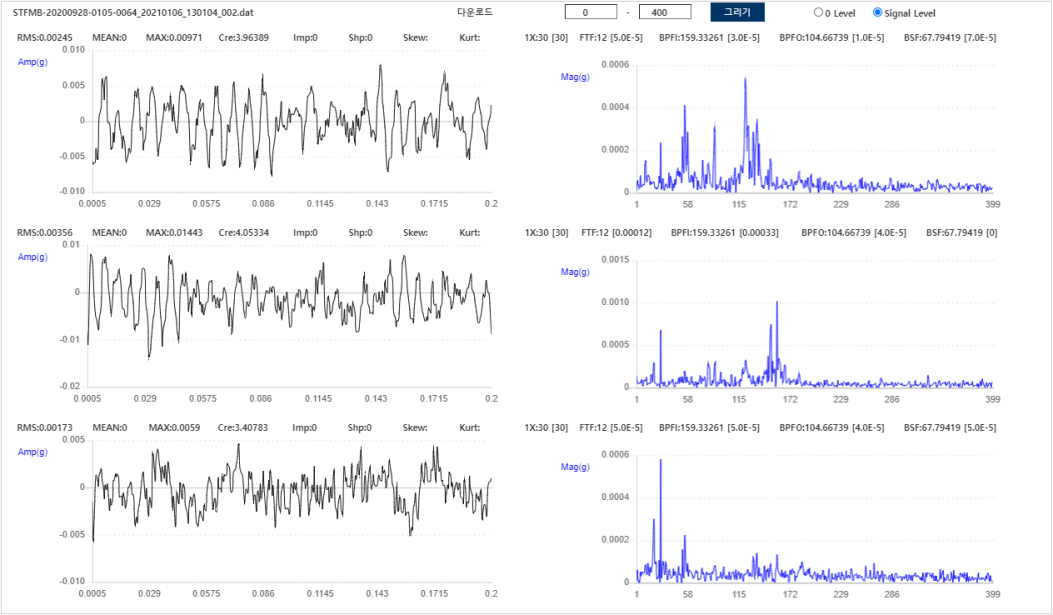 STFMB-20200928-0105-0064_20210106_130104_002.dat 다운로드 0 - 400 그리기 0 Level Signal Level
RMS:0.00245 MEAN:0 MAX:0.00971 Cre:3.96389 Imp:0 Shp:0 Skew: Kurt: 1X:30 [30] FTF:12 [5.0E-5] BPFI:159.33261 [3.0E-5] BPFO:104.66739 [1.0E-5] BSF:67.79419 [7.0E-5]
Amp(g)
0.010
0.005
0
-0.005
-0.010
0.0005 0.029 0.0575 0.086 0.1145 0.143 0.1715 0.2
Mag(g)
0.0006
0.0004
0.0002
0
1 58 115 172 229 286 399
RMS:0.00356 MEAN:0 MAX:0.01443 Cre:4.05334 Imp:0 Shp:0 Skew: Kurt: 1X:30 [30] FTF:12 [0.00012] BPFI:159.33261 [0.00033] BPFO:104.66739 [4.0E-5] BSF:67.79419 [0]
Amp(g)
0.01
0
-0.01
-0.02
0.0005 0.029 0.0575 0.086 0.1145 0.143 0.1715 0.2
Mag(g)
0.0015
0.0010
0.0005
0
1 58 115 172 229 286 399
RMS:0.00173 MEAN:0 MAX:0.0059 Cre:3.40783 Imp:0 Shp:0 Skew: Kurt: 1X:30 [30] FTF:12 [5.0E-5] BPFI:159.33261 [5.0E-5] BPFO:104.66739 [4.0E-5] BSF:67.79419 [5.0E-5]
Amp(g)
0.005
0
-0.005
-0.010
0.0005 0.029 0.0575 0.086 0.1145 0.143 0.1715 0.2
Mag(g)
0.0006
0.0004
0.0002
0
1 58 115 172 229 286 399